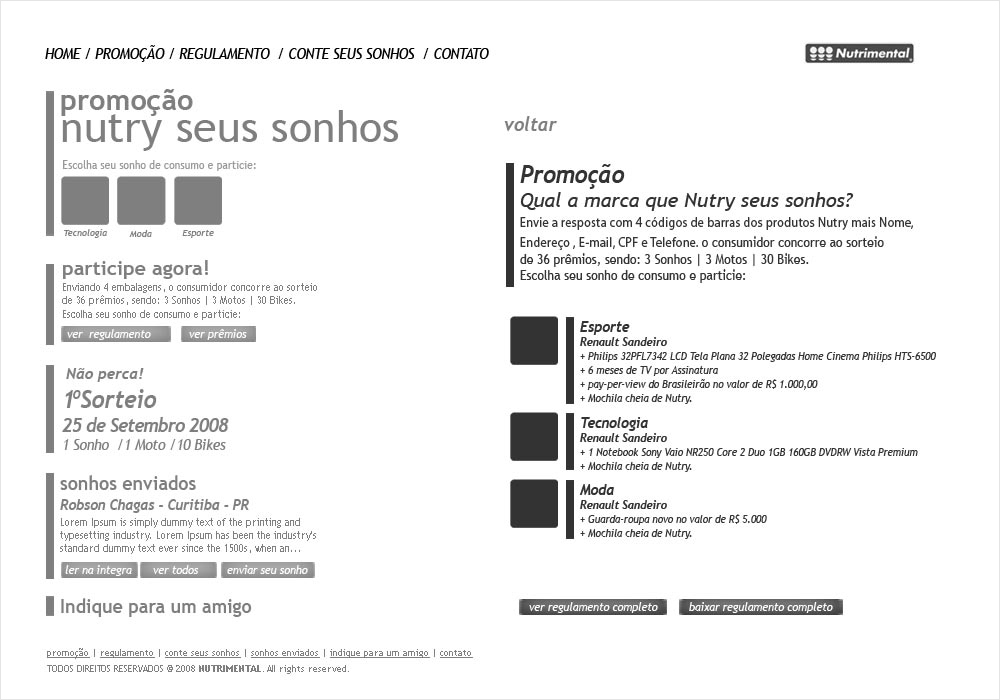 HOME / PROMOÇÃO / REGULAMENTO / CONTE SEUS SONHOS / CONTATO
Nutrimental
promoção
nutry seus sonhos
Escolha seu sonho de consumo e particie:
Tecnologia Moda Esporte
participe agora!
Enviando 4 embalagens, o consumidor concorre ao sorteio
de 36 prêmios, sendo: 3 Sonhos | 3 Motos | 30 Bikes.
Escolha seu sonho de consumo e particie:
ver regulamento ver prêmios
Não perca!
1ºSorteio
25 de Setembro 2008
1 Sonho / 1 Moto / 10 Bikes
sonhos enviados
Robson Chagas - Curitiba - PR
Lorem Ipsum is simply dummy text of the printing and
typesetting industry. Lorem Ipsum has been the industry's
standard dummy text ever since the 1500s, when an...
ler na integra ver todos enviar seu sonho
Indique para um amigo
voltar
Promoção
Qual a marca que Nutry seus sonhos?
Envie a resposta com 4 códigos de barras dos produtos Nutry mais Nome,
Endereço , E-mail, CPF e Telefone. o consumidor concorre ao sorteio
de 36 prêmios, sendo: 3 Sonhos | 3 Motos | 30 Bikes.
Escolha seu sonho de consumo e particie:
Esporte
Renault Sandeiro
+ Philips 32PFL7342 LCD Tela Plana 32 Polegadas Home Cinema Philips HTS-6500
+ 6 meses de TV por Assinatura
+ pay-per-view do Brasileirão no valor de R$ 1.000,00
+ Mochila cheia de Nutry.
Tecnologia
Renault Sandeiro
+ 1 Notebook Sony Vaio NR250 Core 2 Duo 1GB 160GB DVDRW Vista Premium
+ Mochila cheia de Nutry.
Moda
Renault Sandeiro
+ Guarda-roupa novo no valor de R$ 5.000
+ Mochila cheia de Nutry.
ver regulamento completo baixar regulamento completo
promoção | regulamento | conte seus sonhos | sonhos enviados | indique para um amigo | contato
TODOS DIREITOS RESERVADOS @ 2008 NUTRIMENTAL. All rights reserved.